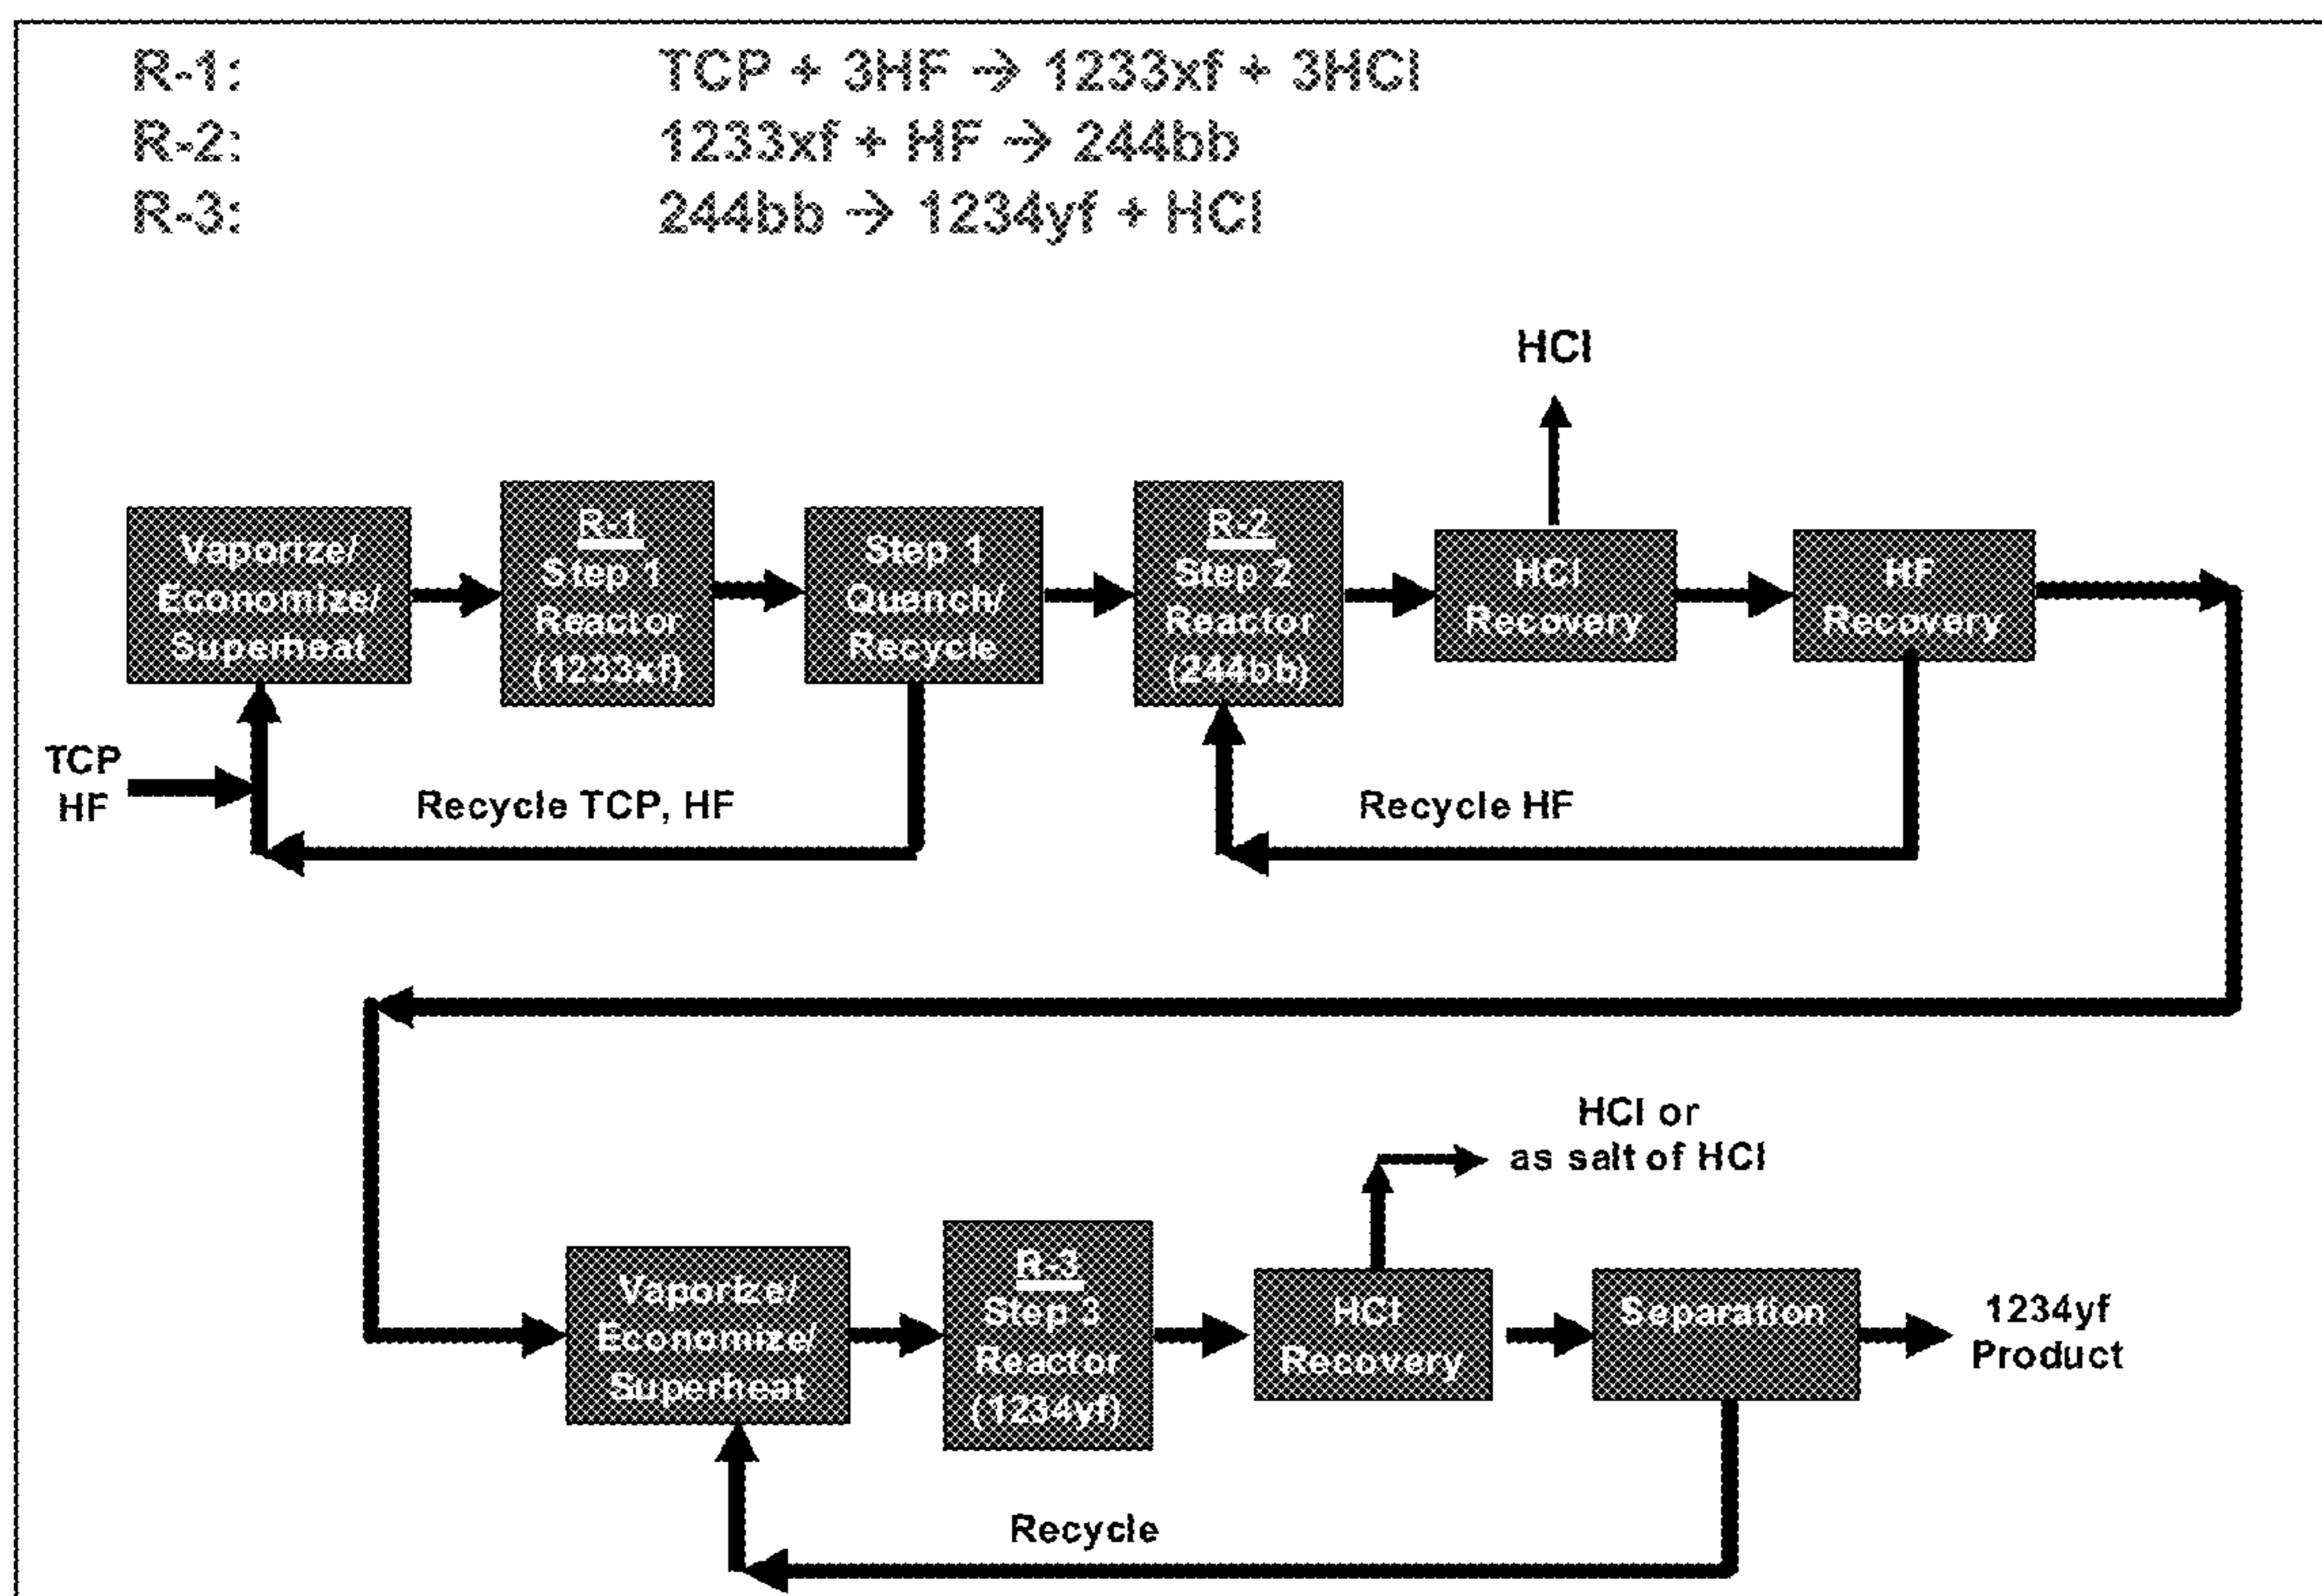 R-1: TCP + 3HF → 1233xf + 3HCl
R-2: 1233xf + HF → 244bb
R-3: 244bb → 1234yf + HCl
HCl
Vaporize/
Economize/
Superheat
R-1
Step 1
Reactor
(1233xf)
Step 1
Quench/
Recycle
R-2
Step 2
Reactor
(244bb)
HCl
Recovery
HF
Recovery
TCP
HF
Recycle TCP, HF
Recycle HF
HCl or
as salt of HCl
Vaporize/
Economize/
Superheat
R-3
Step 3
Reactor
(1234yf)
HCl
Recovery
Separation
1234yf
Product
Recycle